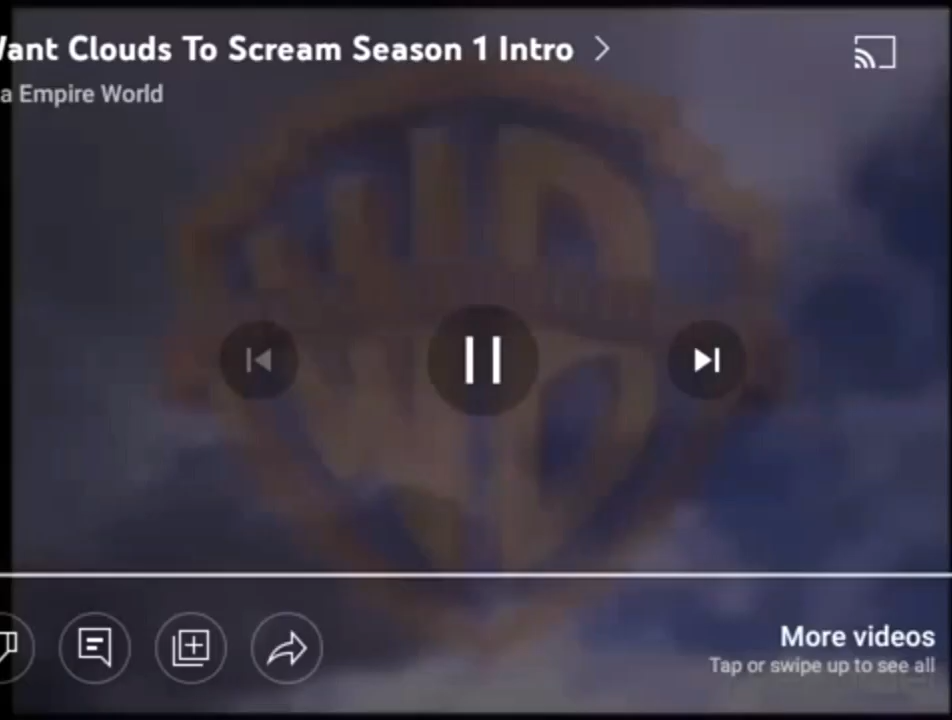 Want Clouds To Scream Season 1 Intro
a Empire World
More videos
Tap or swipe up to see all